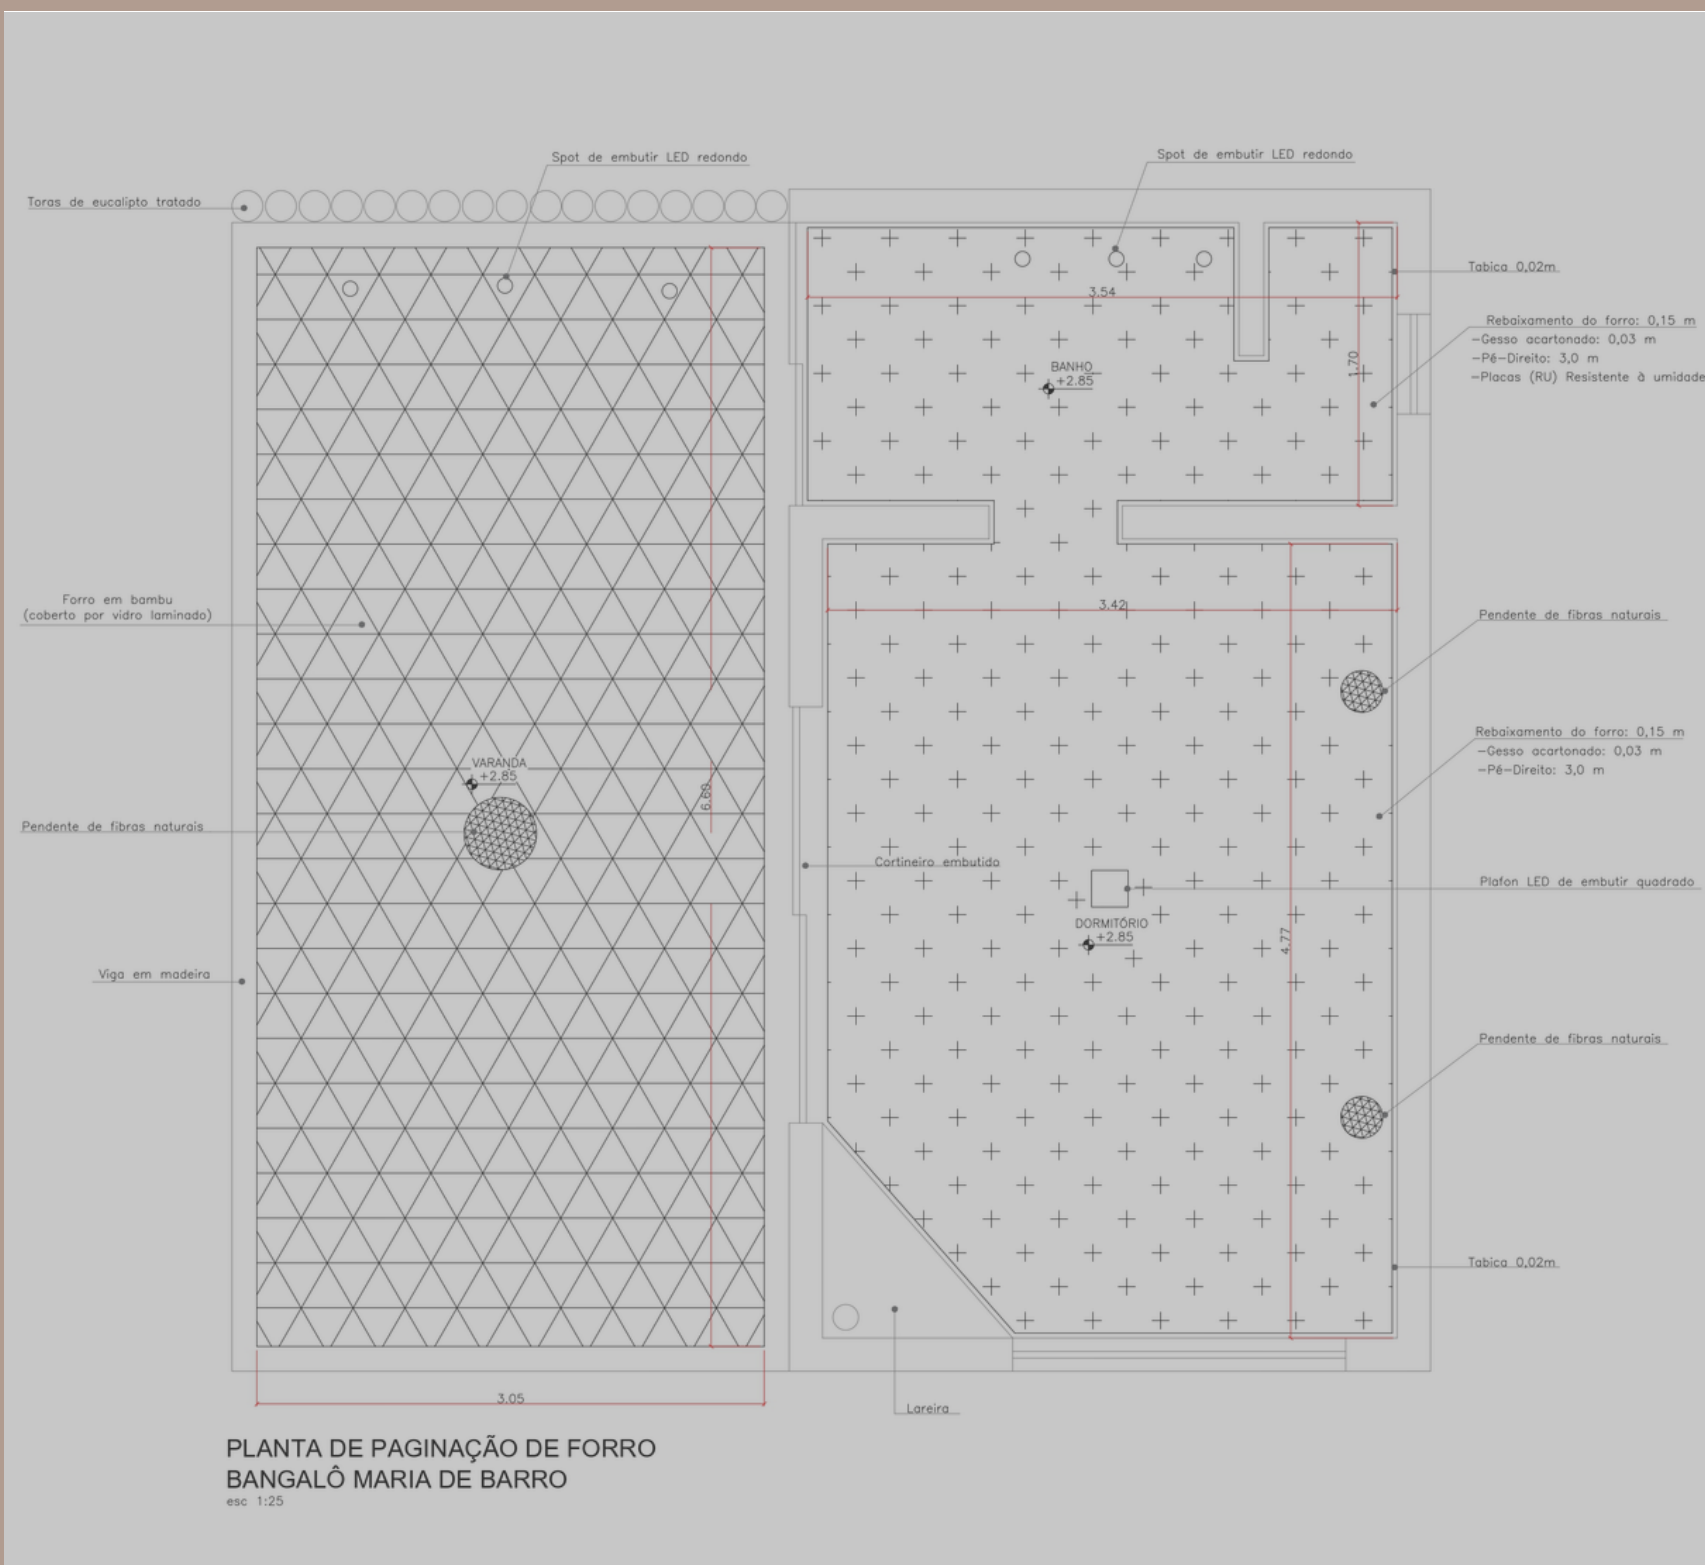 Spot de embutir LED redondo
Spot de embutir LED redondo
Toras de eucalipto tratado
Tabica 0,02m
3.54
Rebaixamento do forro: 0,15 m
-Gesso acartonado: 0,03 m
-Pé-Direito: 3,0 m
-Placas (RU) Resistente à umidade
1.70
BANHO
+2.85
Forro em bambu
(coberto por vidro laminado)
3.42
Pendente de fibras naturais
Rebaixamento do forro: 0,15 m
-Gesso acartonado: 0,03 m
-Pé-Direito: 3,0 m
VARANDA
+2.85
6.60
Pendente de fibras naturais
Cortineiro embutido
Plafon LED de embutir quadrado
DORMITÓRIO
+2.85
4.77
Viga em madeira
Pendente de fibras naturais
Tabica 0,02m
3.05
Lareira
PLANTA DE PAGINAÇÃO DE FORRO
BANGALÔ MARIA DE BARRO
esc 1:25